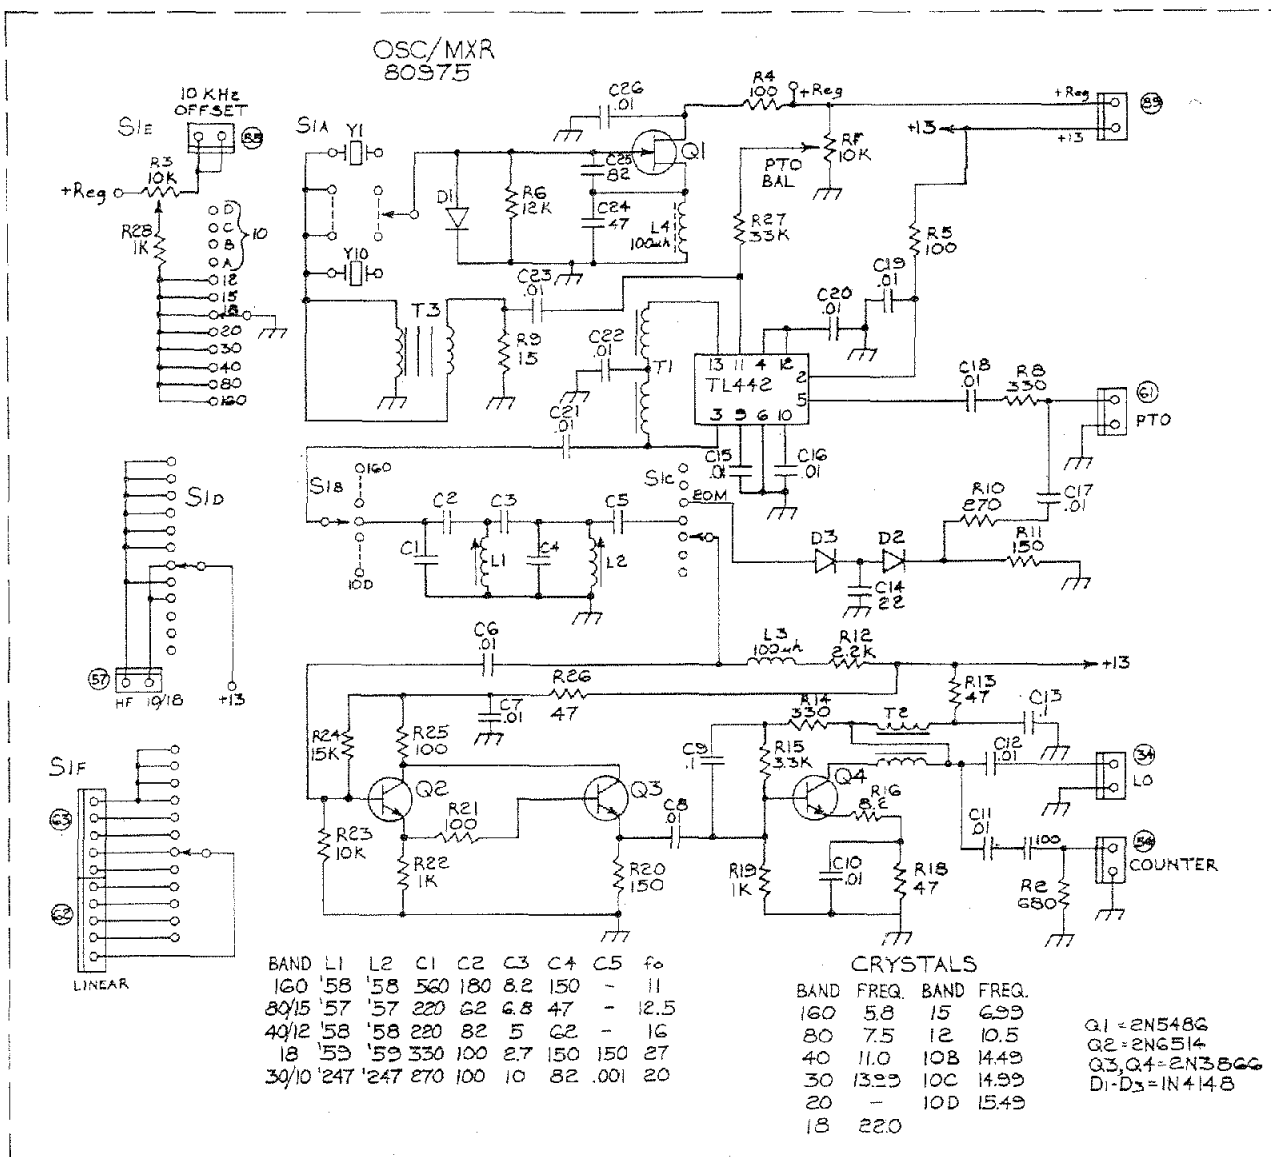 OSC/MXR
80975
10 KHz
OFFSET
S1E
R3
10K
+Reg
R28
1K
D
C
B
A
10
12
15
18
20
30
40
80
160
S1A
Y1
Y10
D1
R6
12K
C26
.01
C25
82
C24
47
Q1
L4
100uh
R4
100
+Reg
PTO
BAL
10K
R27
33K
+Reg
+13
+13
89
R5
100
C19
.01
C20
.01
T3
R9
15
C23
.01
C22
.01
T1
C21
.01
13 11 4 12
TL442
2
5
3 9 6 10
C15
.01
C16
.01
C18
.01
R8
330
61
PTO
C17
.01
R10
270
R11
150
S1D
S1B
160
10D
C1
C2
C3
C4
C5
L1
L2
S1C
20M
D3
D2
C14
22
57
HF 10/18
+13
C6
.01
L3
100uh
R12
2.2K
+13
R26
47
C7
.01
R24
15K
R25
100
R14
330
T2
R13
47
C13
.1
C9
.1
R15
3.3K
Q2
R21
100
Q3
C8
.01
Q4
R16
8.2
C12
.01
34
LO
C11
.01
100
54
COUNTER
R2
680
R23
10K
R22
1K
R20
150
R19
1K
C10
.01
R18
47
S1F
63
62
LINEAR
BAND L1 L2 C1 C2 C3 C4 C5 fo
160 '58 '58 560 180 8.2 150 - 11
80/15 '57 '57 220 62 6.8 47 - 12.5
40/12 '58 '58 220 82 5 62 - 16
18 '59 '59 330 100 2.7 150 150 27
30/10 '247 '247 270 100 10 82 .001 20
CRYSTALS
BAND FREQ. BAND FREQ.
160 5.8 15 6.99
80 7.5 12 10.5
40 11.0 10B 14.49
30 13.99 10C 14.99
20 - 10D 15.49
18 22.0
Q1 = 2N5486
Q2 = 2N6514
Q3, Q4 = 2N3866
D1-D3 = 1N4148